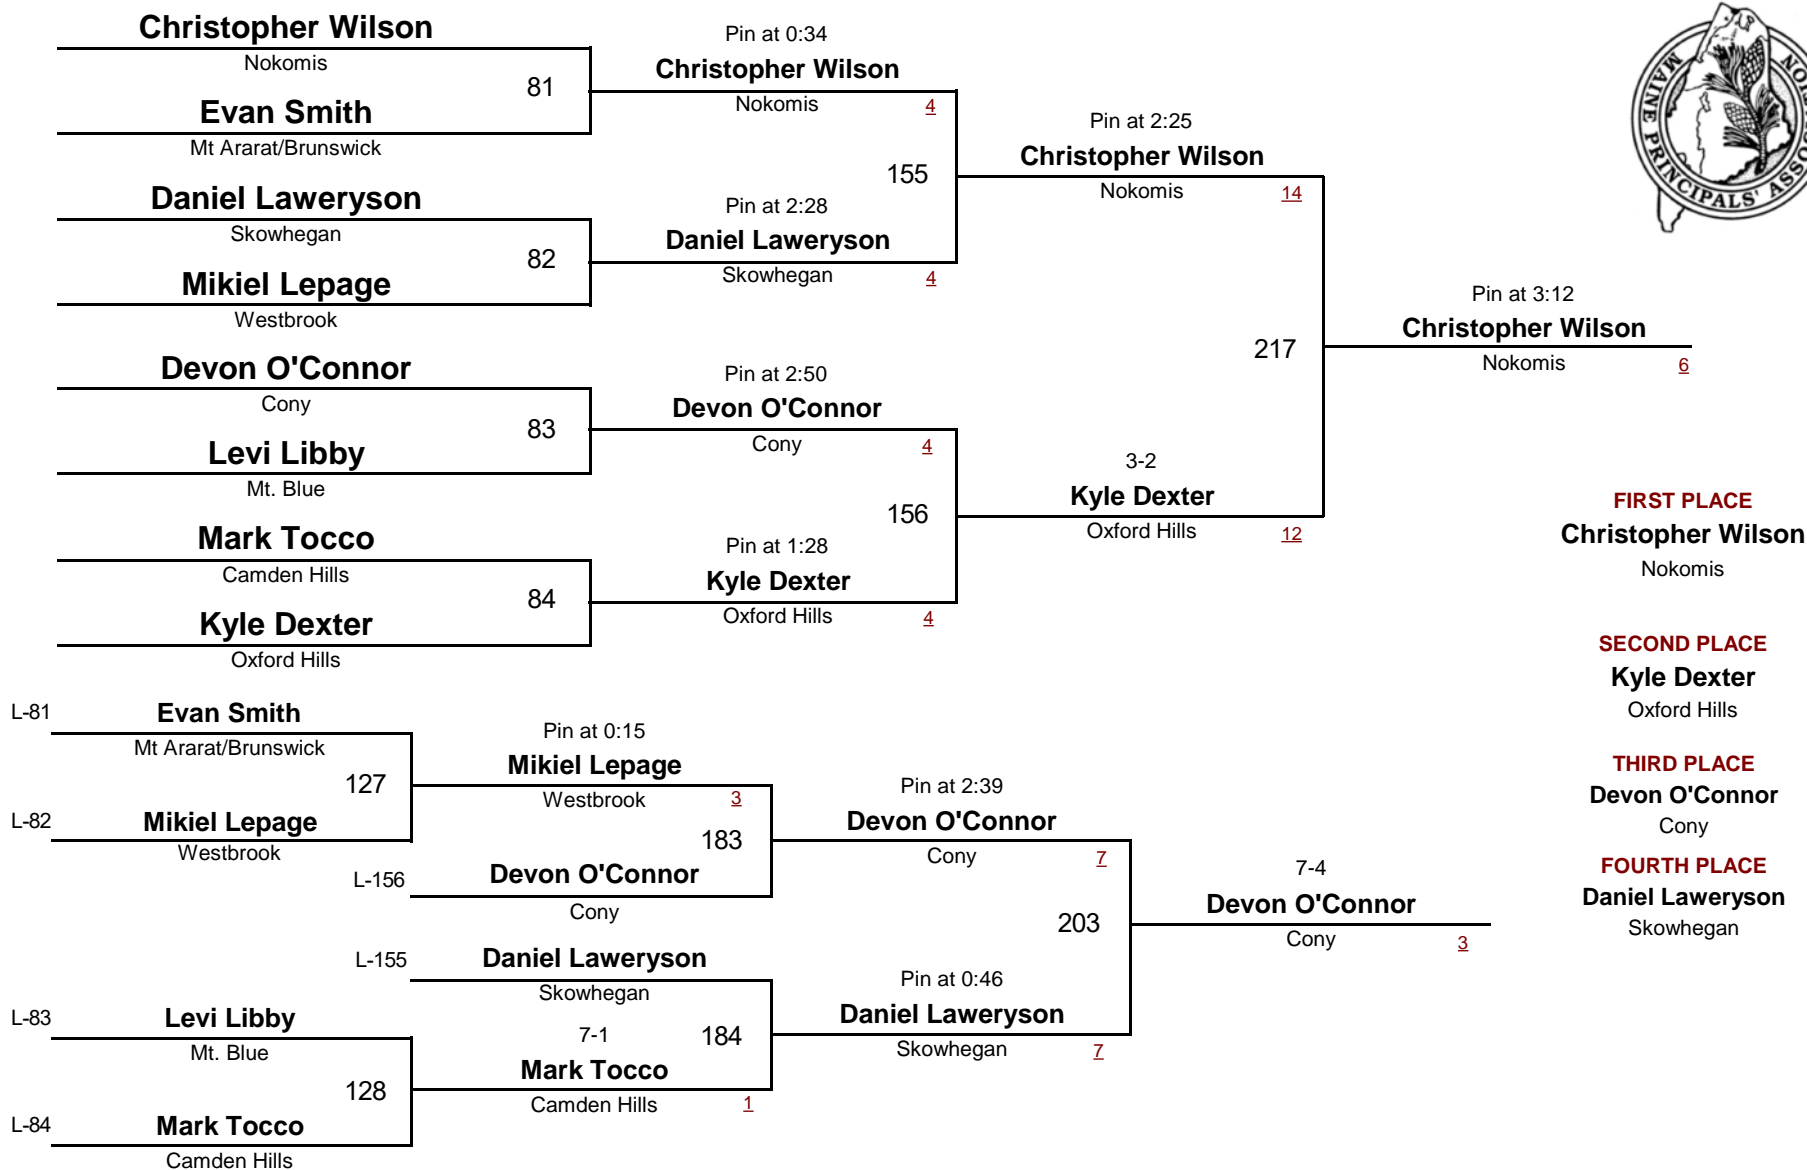 Christopher Wilson
Nokomis
81
Evan Smith
Mt Ararat/Brunswick
Daniel Laweryson
Skowhegan
82
Mikiel Lepage
Westbrook
Devon O'Connor
Cony
83
Levi Libby
Mt. Blue
Mark Tocco
Camden Hills
84
Kyle Dexter
Oxford Hills
Pin at 0:34
Christopher Wilson
Nokomis 4
155
Pin at 2:28
Daniel Laweryson
Skowhegan 4
Pin at 2:50
Devon O'Connor
Cony 4
156
Pin at 1:28
Kyle Dexter
Oxford Hills 4
Pin at 2:25
Christopher Wilson
Nokomis 14
217
3-2
Kyle Dexter
Oxford Hills 12
Pin at 3:12
Christopher Wilson
Nokomis 6
MAINE PRINCIPALS'
FIRST PLACE
Christopher Wilson
Nokomis
SECOND PLACE
Kyle Dexter
Oxford Hills
THIRD PLACE
Devon O'Connor
Cony
FOURTH PLACE
Daniel Laweryson
Skowhegan
L-81 Evan Smith
Mt Ararat/Brunswick
127
L-82 Mikiel Lepage
Westbrook
Pin at 0:15
Mikiel Lepage
Westbrook 3
183
L-156 Devon O'Connor
Cony
L-155 Daniel Laweryson
Skowhegan
184
7-1
Mark Tocco
Camden Hills 1
L-83 Levi Libby
Mt. Blue
128
L-84 Mark Tocco
Camden Hills
Pin at 2:39
Devon O'Connor
Cony 7
203
Pin at 0:46
Daniel Laweryson
Skowhegan 7
7-4
Devon O'Connor
Cony 3